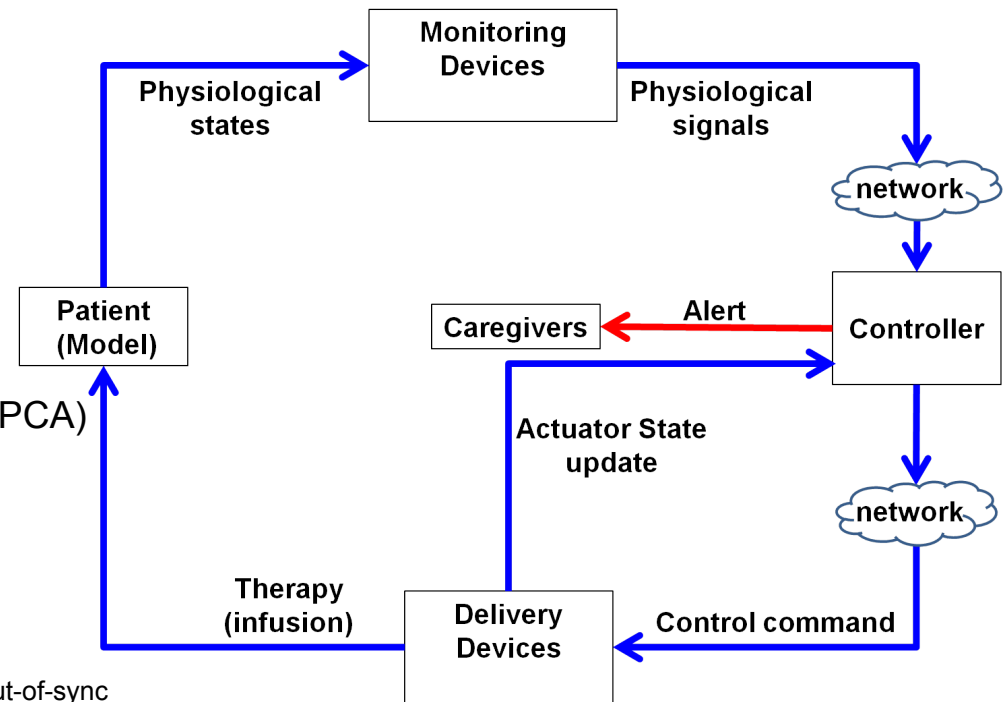 Monitoring
Devices
Physiological
states
Physiological
signals
network
Patient
(Model)
Caregivers
Alert
Controller
PCA)
Actuator State
update
network
Therapy
(infusion)
Delivery
Devices
Control command
ut-of-sync